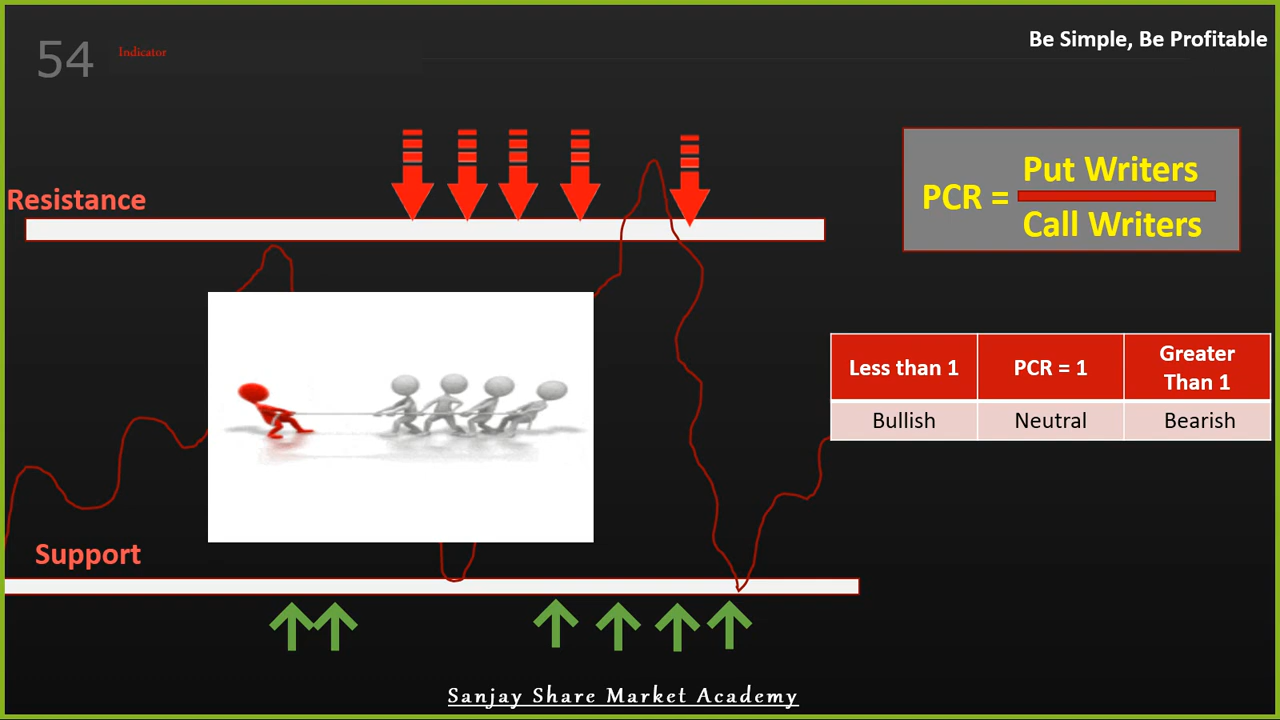 54
Indicator
Be Simple, Be Profitable
Resistance
PCR =
Put Writers
Call Writers
Less than 1
PCR = 1
Greater
Than 1
Bullish
Neutral
Bearish
Support
Sanjay Share Market Academy